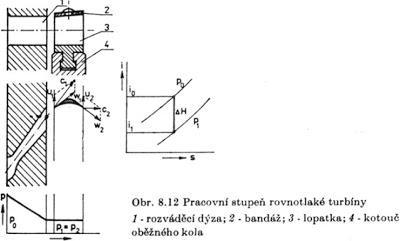 1
2
3
4
c₁
u₁
w₁
u₂
c₂
w₂
i
i₀
i₁
ΔH
p₀
p₁
s
p
p₀
p₁ = p₂
Obr. 8.12 Pracovní stupeň rovnotlaké turbíny
1 - rozváděcí dýza; 2 - bandáž; 3 - lopatka; 4 - kotouč
oběžného kola